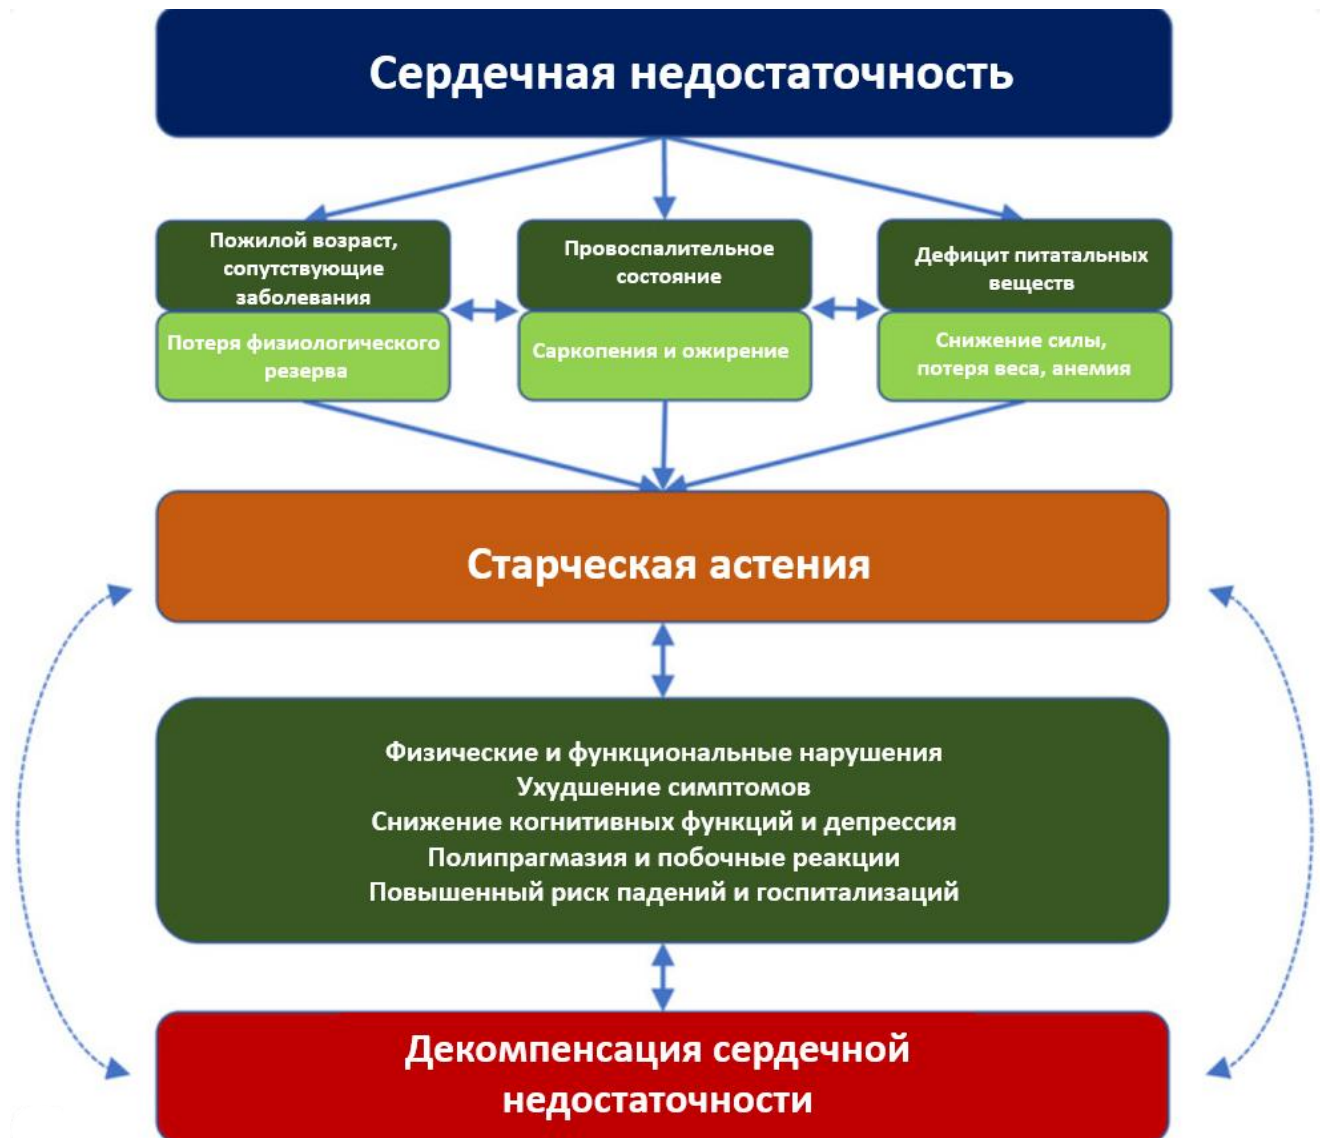 Сердечная недостаточность
Пожилой возраст,
сопутствующие
заболевания
Провоспалительное
состояние
Дефицит питатальных
веществ
Потеря физиологического
резерва
Саркопения и ожирение
Снижение силы,
потеря веса, анемия
Старческая астения
Физические и функциональные нарушения
Ухудшение симптомов
Снижение когнитивных функций и депрессия
Полипрагмазия и побочные реакции
Повышенный риск падений и госпитализаций
Декомпенсация сердечной
недостаточности